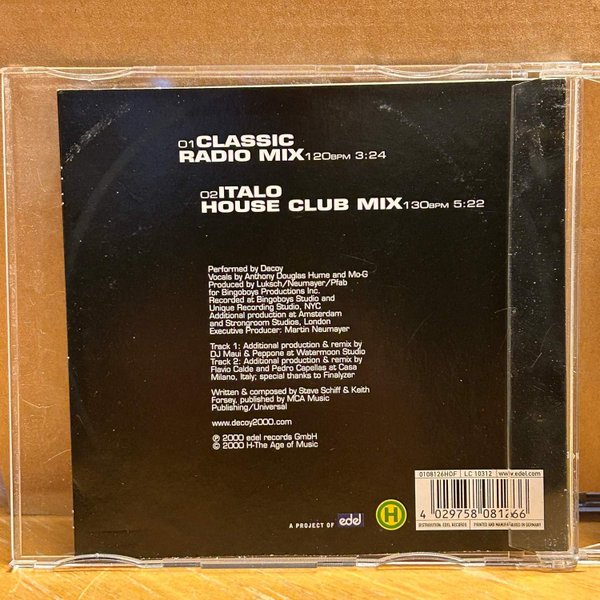 01 CLASSIC
RADIO MIX 120BPM 3:24
02 ITALO
HOUSE CLUB MIX 130BPM 5:22
Performed by Decoy
Vocals by Anthony Douglas Hume and Mo-G
Produced by Luksch/Neumayer/Pfab
for Bingoboys Productions Inc.
Recorded at Bingoboys Studio and
Unique Recording Studio, NYC
Additional production at Amsterdam
and Strongroom Studios, London
Executive Producer: Martin Neumayer
Track 1: Additional production & remix by
DJ Maui & Peppone at Watermoon Studio
Track 2: Additional production & remix by
Flavio Calde and Pedro Capellas at Casa
Milano, Italy; special thanks to Finalyzer
Written & composed by Steve Schiff & Keith
Forsey, published by MCA Music
Publishing/Universal
www.decoy2000.com
℗ 2000 edel records GmbH
© 2000 H-The Age of Music
0108126HOF LC 10312 www.edel.com
4 029758 081266
A PROJECT OF edel H
DISTRIBUTION: EDEL RECORDS PRINTED AND MANUFACTURED IN GERMANY